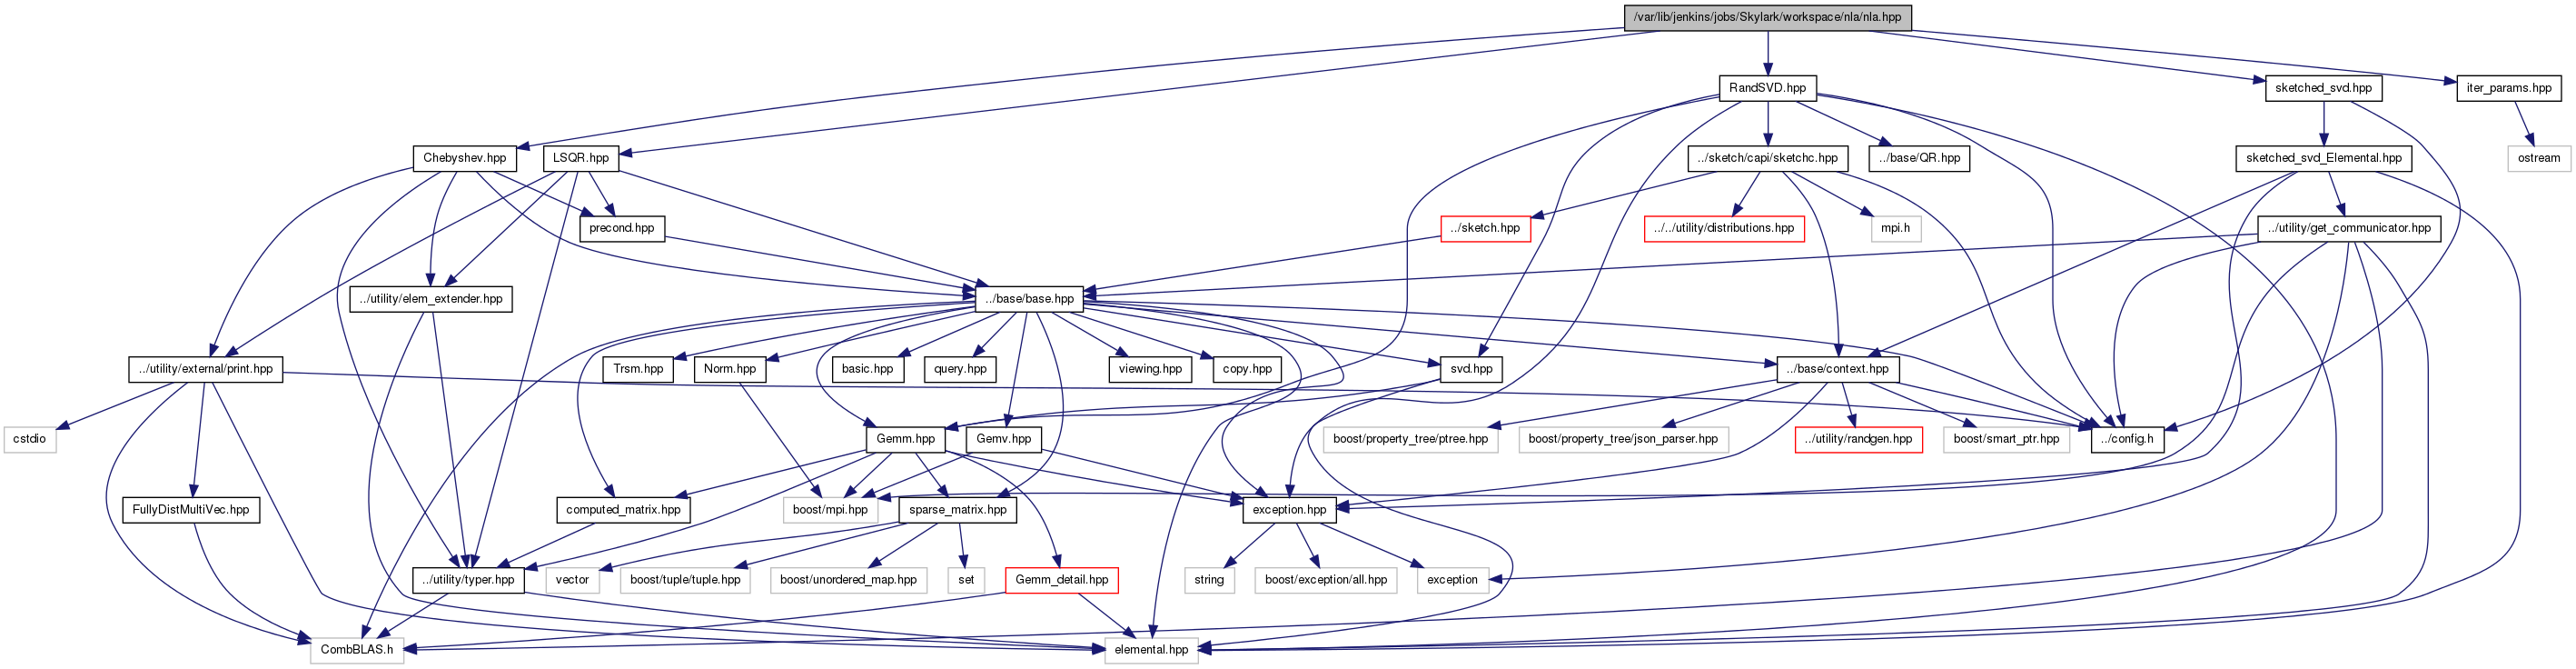 /var/lib/jenkins/jobs/Skylark/workspace/nla/nla.hpp
RandSVD.hpp
sketched_svd.hpp
iter_params.hpp
Chebyshev.hpp
LSQR.hpp
../sketch/capi/sketchc.hpp
../base/QR.hpp
sketched_svd_Elemental.hpp
ostream
precond.hpp
../sketch.hpp
../../utility/distributions.hpp
mpi.h
../utility/get_communicator.hpp
../utility/elem_extender.hpp
../base/base.hpp
../utility/external/print.hpp
Trsm.hpp
Norm.hpp
basic.hpp
query.hpp
viewing.hpp
copy.hpp
svd.hpp
../base/context.hpp
cstdio
Gemm.hpp
Gemv.hpp
boost/property_tree/ptree.hpp
boost/property_tree/json_parser.hpp
../utility/randgen.hpp
boost/smart_ptr.hpp
../config.h
FullyDistMultiVec.hpp
computed_matrix.hpp
boost/mpi.hpp
sparse_matrix.hpp
exception.hpp
../utility/typer.hpp
vector
boost/tuple/tuple.hpp
boost/unordered_map.hpp
set
Gemm_detail.hpp
string
boost/exception/all.hpp
exception
CombBLAS.h
elemental.hpp